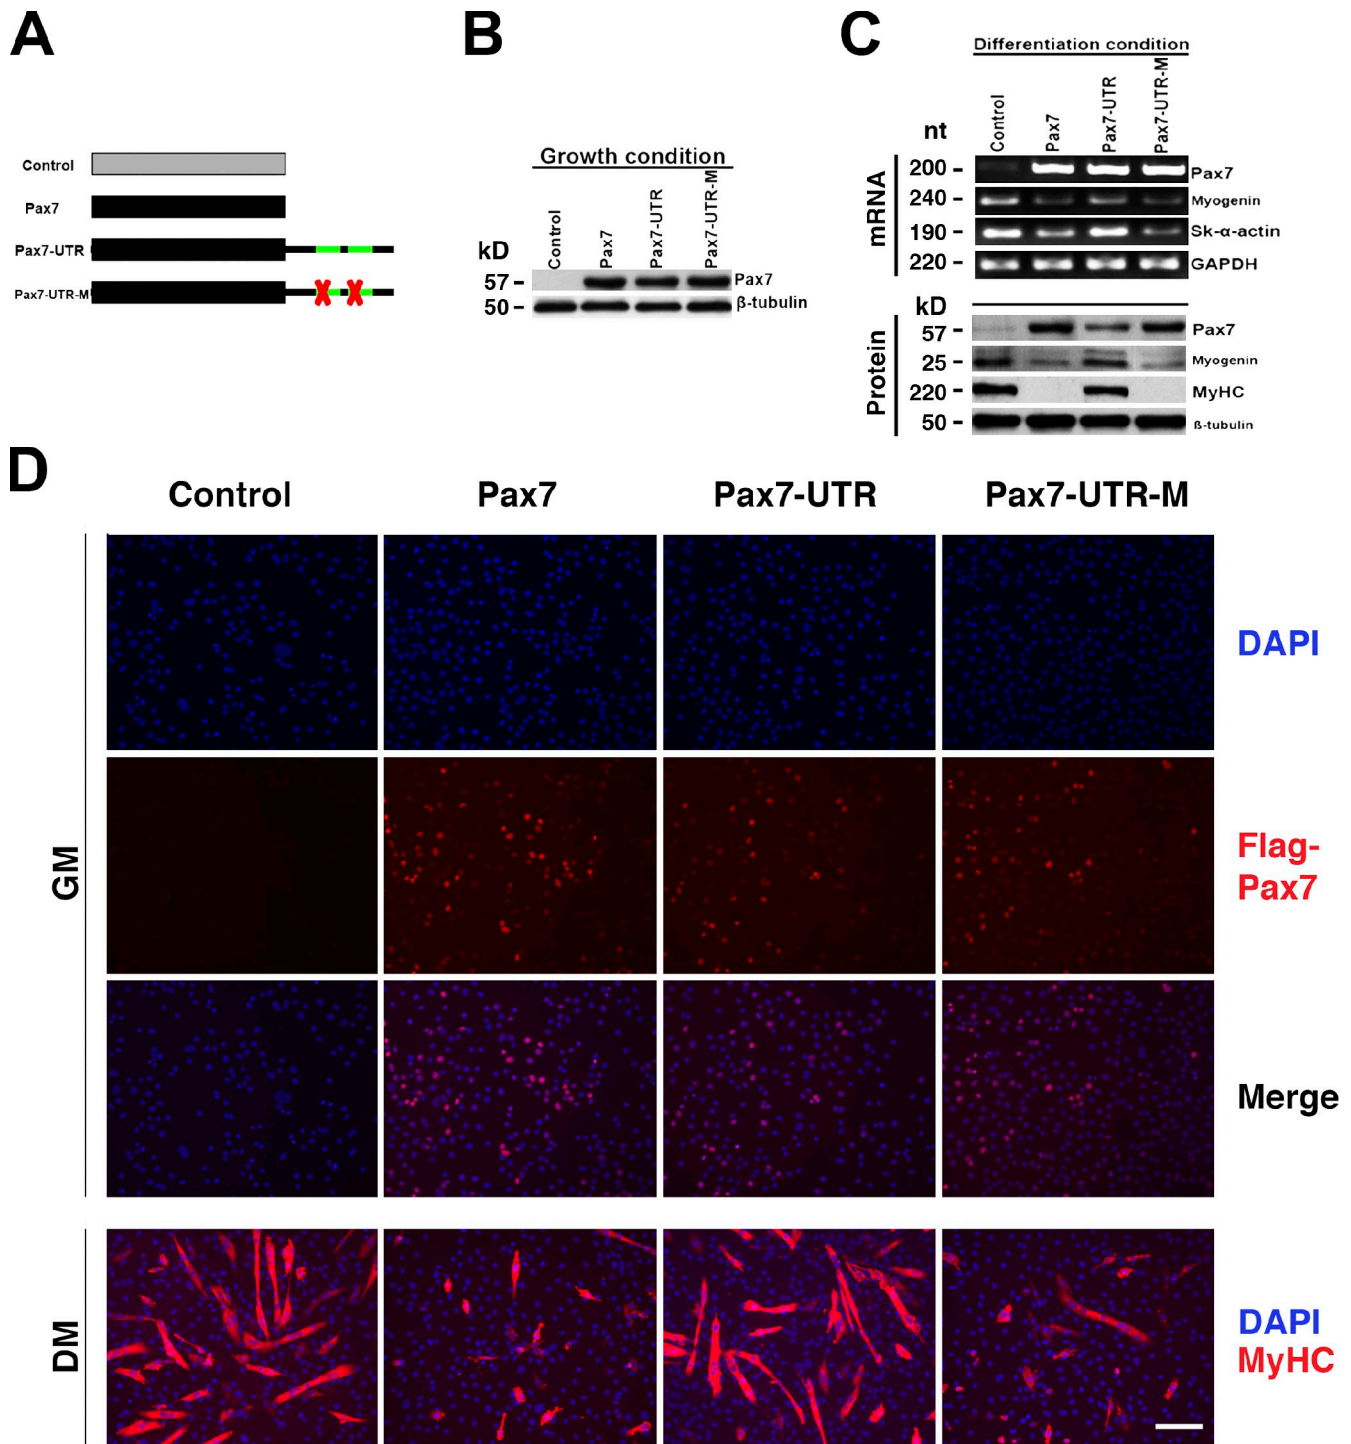 A
Control
Pax7
Pax7-UTR
Pax7-UTR-M
B
Growth condition
Control
Pax7
Pax7-UTR
Pax7-UTR-M
kD
57 - Pax7
50 - ß-tubulin
C
Differentiation condition
Control
Pax7
Pax7-UTR
Pax7-UTR-M
nt
mRNA
200 - Pax7
240 - Myogenin
190 - Sk-α-actin
220 - GAPDH
kD
Protein
57 - Pax7
25 - Myogenin
220 - MyHC
50 - ß-tubulin
D
Control Pax7 Pax7-UTR Pax7-UTR-M
GM
DAPI
Flag-
Pax7
Merge
DM
DAPI
MyHC